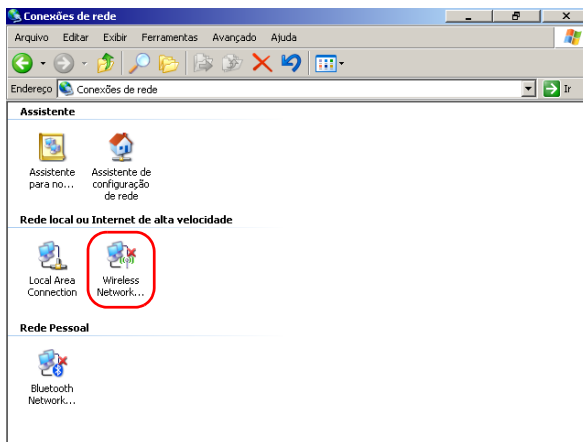 Conexões de rede
Arquivo Editar Exibir Ferramentas Avançado Ajuda
Endereço Conexões de rede Ir
Assistente
Assistente para no...
Assistente de configuração de rede
Rede local ou Internet de alta velocidade
Local Area Connection
Wireless Network...
Rede Pessoal
Bluetooth Network...